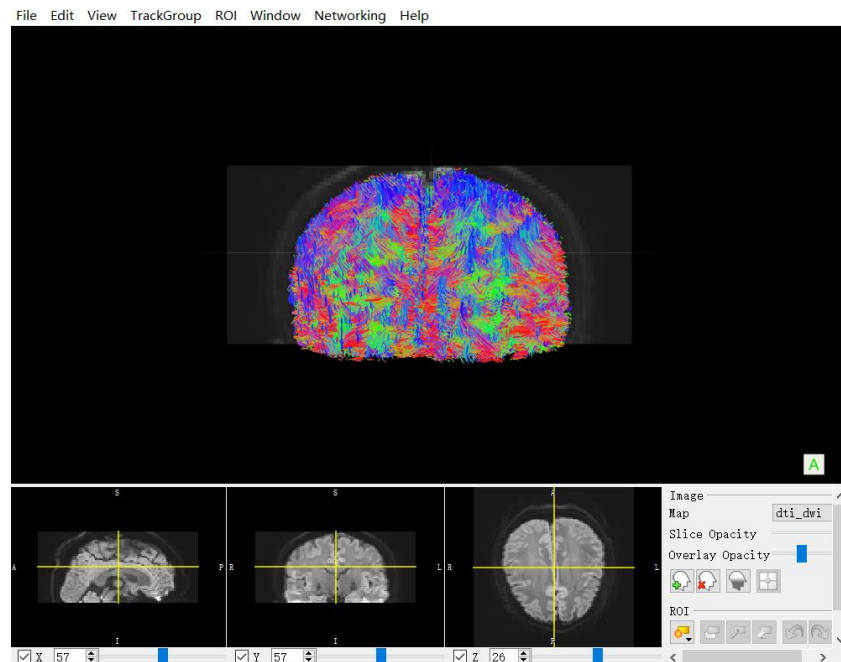 File Edit View TrackGroup ROI Window Networking Help
A
S S A
A P R L R L
I I P
Image
Map dti_dwi
Slice Opacity
Overlay Opacity
ROI
X 57 Y 57 Z 26